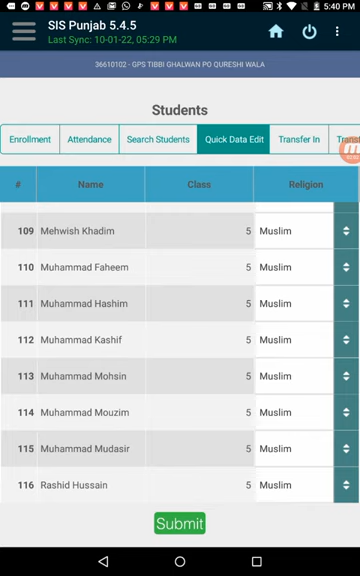 5:40 PM
SIS Punjab 5.4.5
Last Sync: 10-01-22, 05:29 PM
36610102 - GPS TIBBI GHALWAN PO QURESHI WALA
Students
Enrollment Attendance Search Students Quick Data Edit Transfer In
# Name Class Religion
109 Mehwish Khadim 5 Muslim
110 Muhammad Faheem 5 Muslim
111 Muhammad Hashim 5 Muslim
112 Muhammad Kashif 5 Muslim
113 Muhammad Mohsin 5 Muslim
114 Muhammad Mouzim 5 Muslim
115 Muhammad Mudasir 5 Muslim
116 Rashid Hussain 5 Muslim
Submit